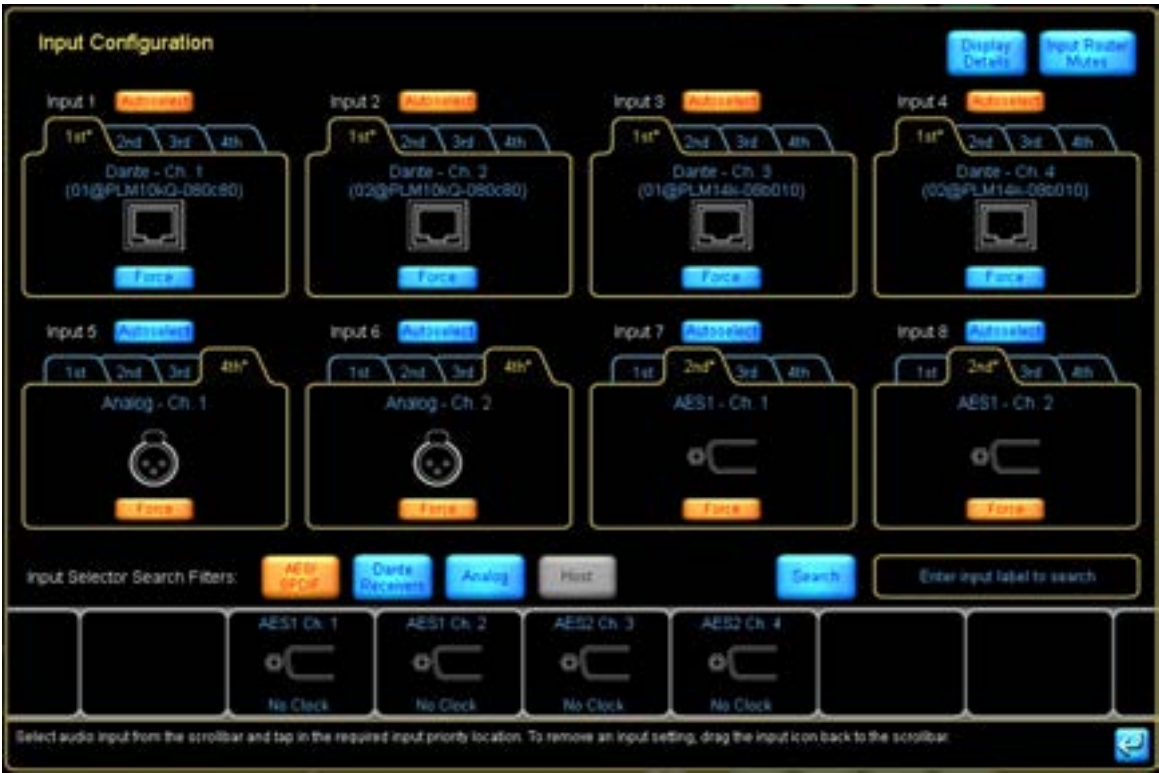 Input Configuration
Display Details
Input Router Mutes
Input 1 Autoselect
Input 2 Autoselect
Input 3 Autoselect
Input 4 Autoselect
1st* 2nd 3rd 4th
1st* 2nd 3rd 4th
1st* 2nd 3rd 4th
1st* 2nd 3rd 4th
Dante - Ch. 1
(01@PLM10kQ-080c80)
Dante - Ch. 2
(02@PLM10kQ-080c80)
Dante - Ch. 3
(01@PLM14k-08b010)
Dante - Ch. 4
(02@PLM14k-08b010)
Force
Force
Force
Force
Input 5 Autoselect
Input 6 Autoselect
Input 7 Autoselect
Input 8 Autoselect
1st 2nd 3rd 4th*
1st 2nd 3rd 4th*
1st 2nd* 3rd 4th
1st 2nd* 3rd 4th
Analog - Ch. 1
Analog - Ch. 2
AES1 - Ch. 1
AES1 - Ch. 2
Force
Force
Force
Force
Input Selector Search Filters:
AES/ SPDIF
Dante Receivers
Analog
Host
Search
Enter input label to search
AES1 Ch. 1
AES1 Ch. 2
AES2 Ch. 3
AES2 Ch. 4
No Clock
No Clock
No Clock
No Clock
Select audio input from the scrollbar and tap in the required input priority location. To remove an input setting, drag the input icon back to the scrollbar.